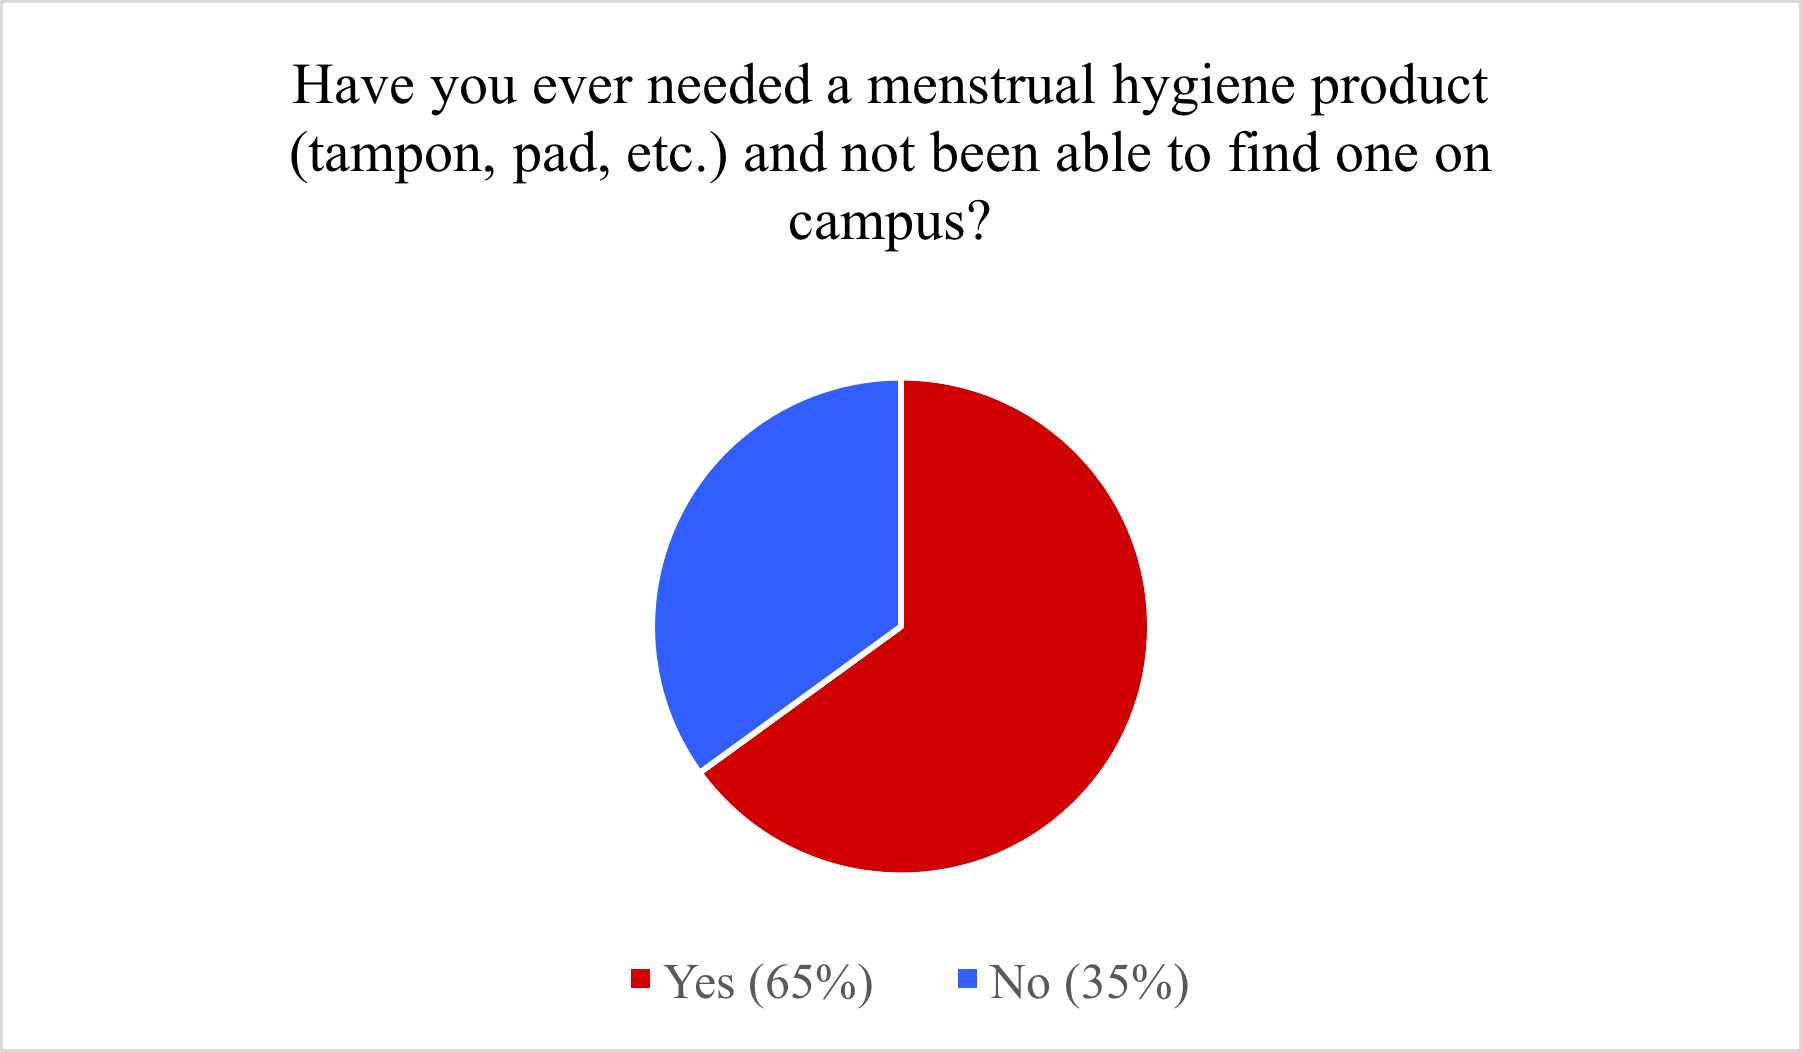 Have you ever needed a menstrual hygiene product
(tampon, pad, etc.) and not been able to find one on
campus?
Yes (65%)
No (35%)